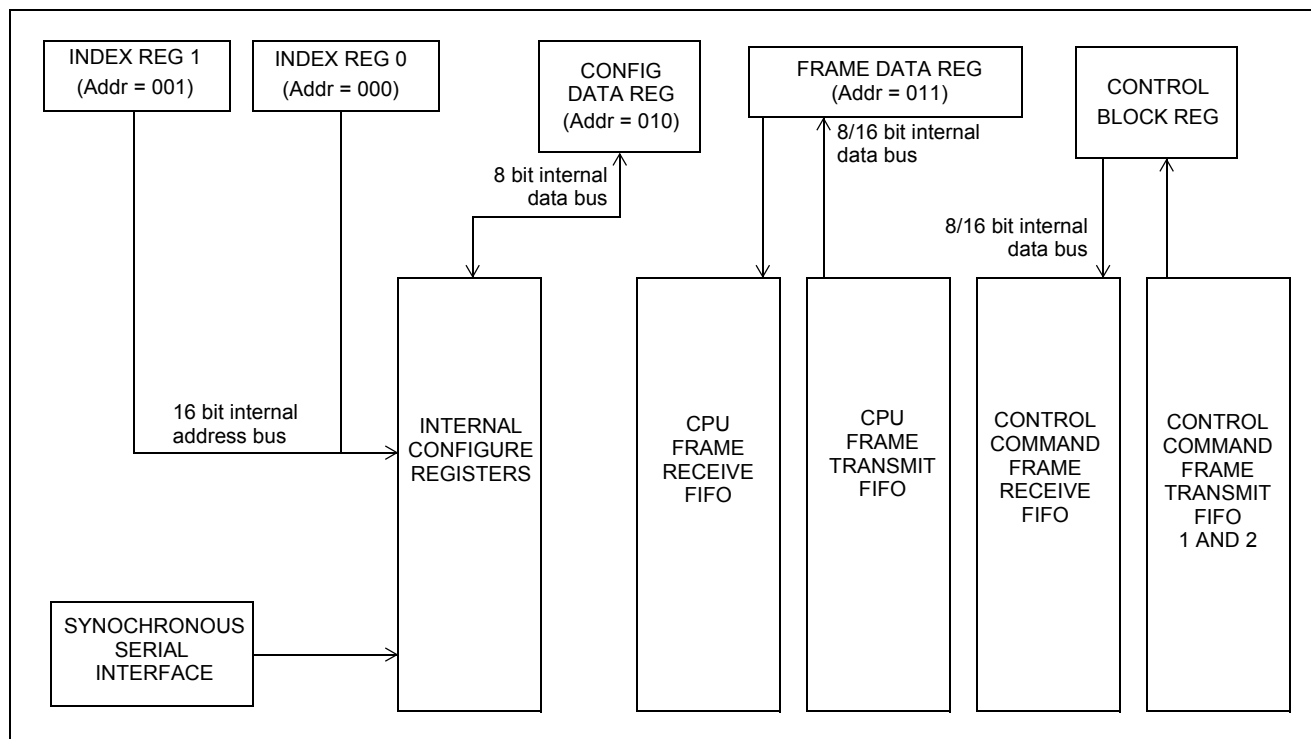 INDEX REG 1
(Addr = 001)
INDEX REG 0
(Addr = 000)
CONFIG
DATA REG
(Addr = 010)
FRAME DATA REG
(Addr = 011)
CONTROL
BLOCK REG
8 bit internal
data bus
8/16 bit internal
data bus
8/16 bit internal
data bus
16 bit internal
address bus
INTERNAL
CONFIGURE
REGISTERS
CPU
FRAME
RECEIVE
FIFO
CPU
FRAME
TRANSMIT
FIFO
CONTROL
COMMAND
FRAME
RECEIVE
FIFO
CONTROL
COMMAND
FRAME
TRANSMIT
FIFO
1 AND 2
SYNOCHRONOUS
SERIAL
INTERFACE